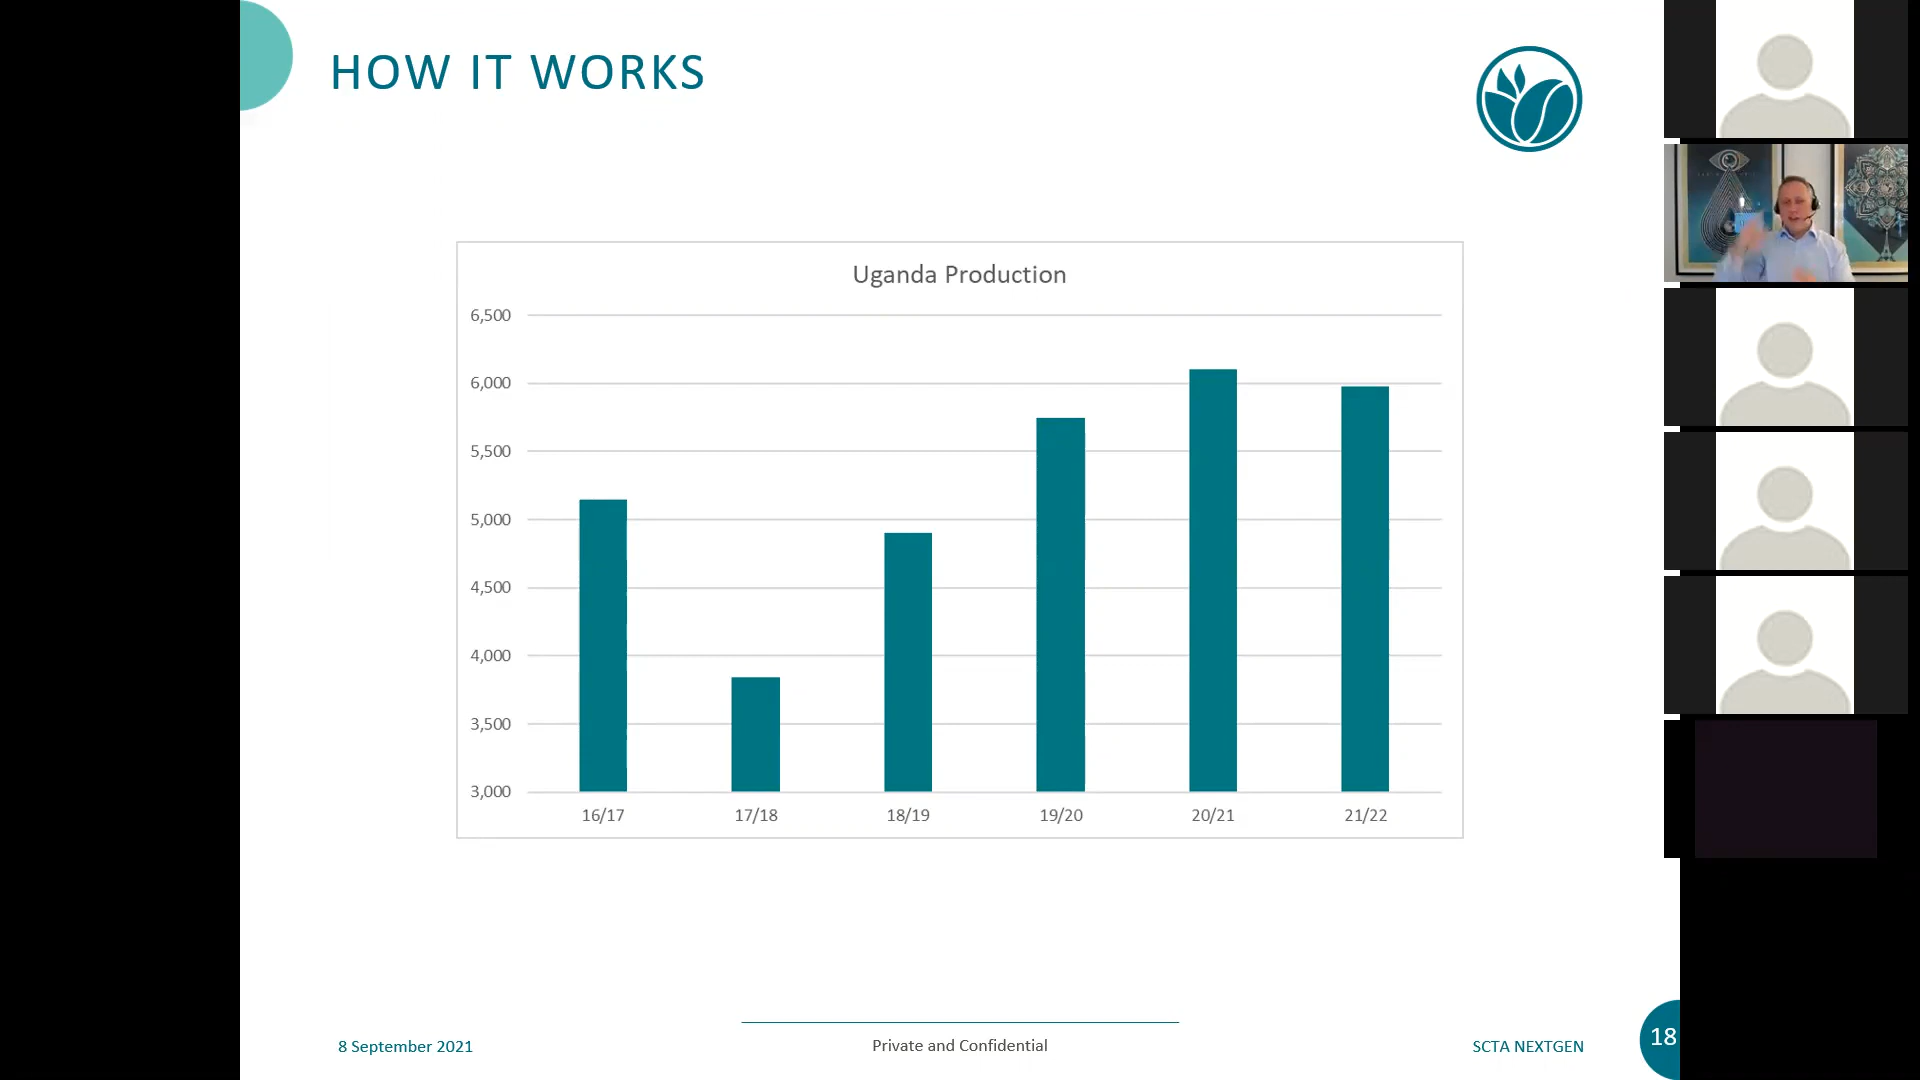 HOW IT WORKS
Uganda Production
6,500
6,000
5,500
5,000
4,500
4,000
3,500
3,000
16/17 17/18 18/19 19/20 20/21 21/22
8 September 2021 Private and Confidential SCTA NEXTGEN 18